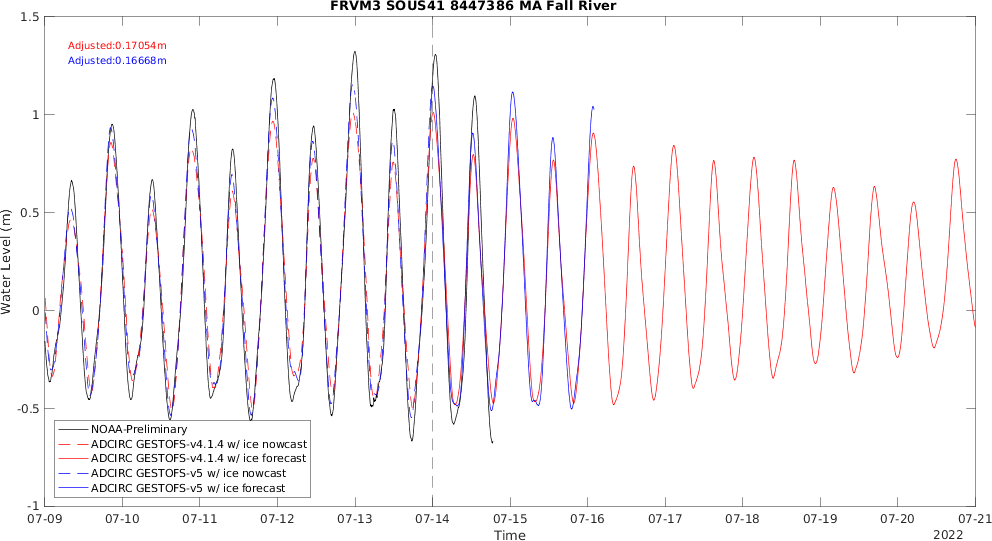 FRVM3 SOUS41 8447386 MA Fall River
Adjusted:0.17054m
Adjusted:0.16668m
Water Level (m)
1.5
1
0.5
0
-0.5
-1
NOAA-Preliminary
ADCIRC GESTOFS-v4.1.4 w/ ice nowcast
ADCIRC GESTOFS-v4.1.4 w/ ice forecast
ADCIRC GESTOFS-v5 w/ ice nowcast
ADCIRC GESTOFS-v5 w/ ice forecast
07-09 07-10 07-11 07-12 07-13 07-14 07-15 07-16 07-17 07-18 07-19 07-20 07-21
Time
2022